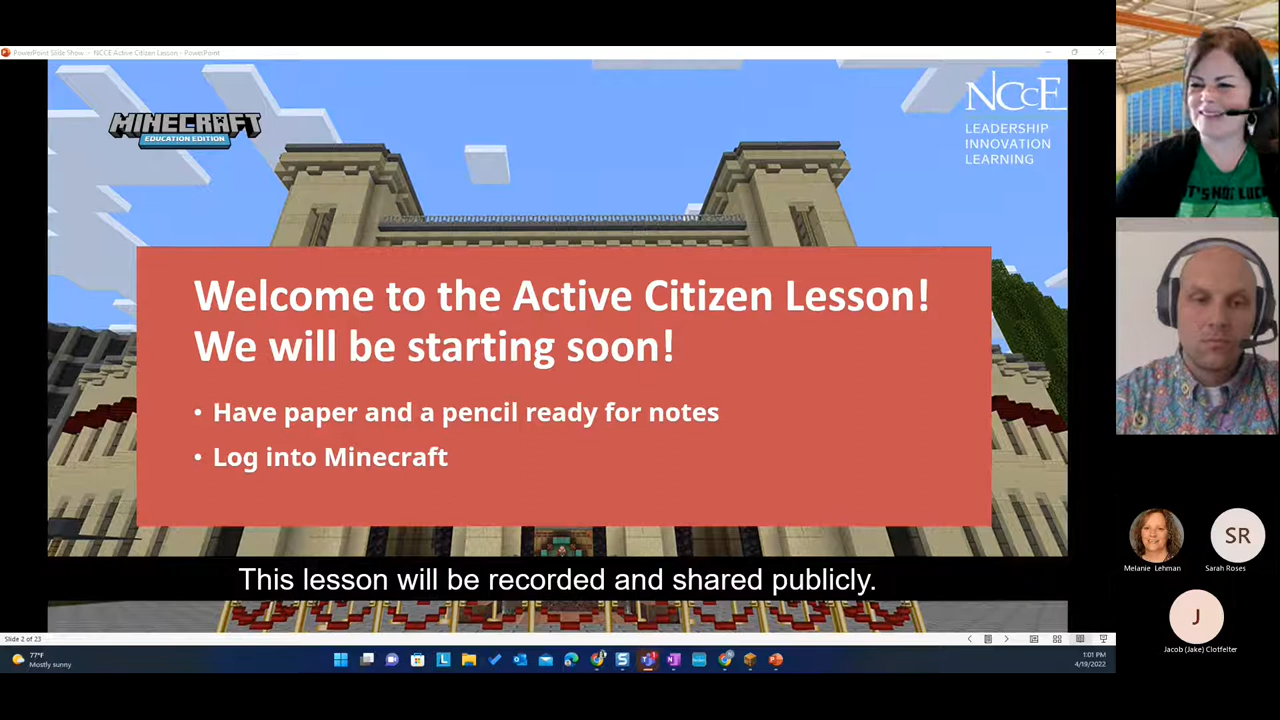 PowerPoint Slide Show - NCCE Active Citizen Lesson - PowerPoint
MINECRAFT
EDUCATION EDITION
NCCE
LEADERSHIP
INNOVATION
LEARNING
Welcome to the Active Citizen Lesson!
We will be starting soon!
• Have paper and a pencil ready for notes
• Log into Minecraft
This lesson will be recorded and shared publicly.
Slide 2 of 23
77°F
Mostly sunny
1:01 PM
4/19/2022
IT'S NOT LUC
SR
Melanie Lehman
Sarah Roses
J
Jacob (Jake) Clotfelter